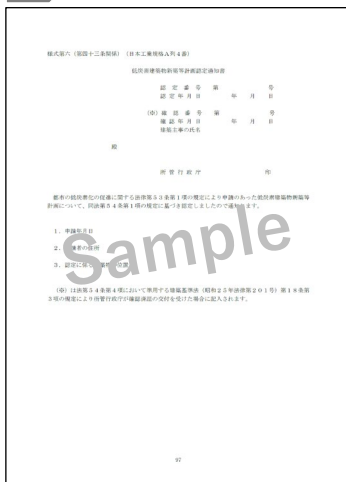 様式第六（第四十三条関係）（日本工業規格A列4番）
低炭素建築物新築等計画認定通知書
認定番号 第 号
認定年月日 年 月 日
(※)確認番号 第 号
確認年月日 年 月 日
建築主事の氏名
殿
所管行政庁 印
都市の低炭素化の促進に関する法律第53条第1項の規定により申請のあった低炭素建築物新築等
計画について、同法第54条第1項の規定に基づき認定しましたので通知します。
1．申請年月日
2．申請者の住所
3．認定に係る建築物の位置
Sample
(※)は法第54条第4項において準用する建築基準法（昭和25年法律第201号）第18条第
3項の規定により所管行政庁が確認済証の交付を受けた場合に記入されます。
97